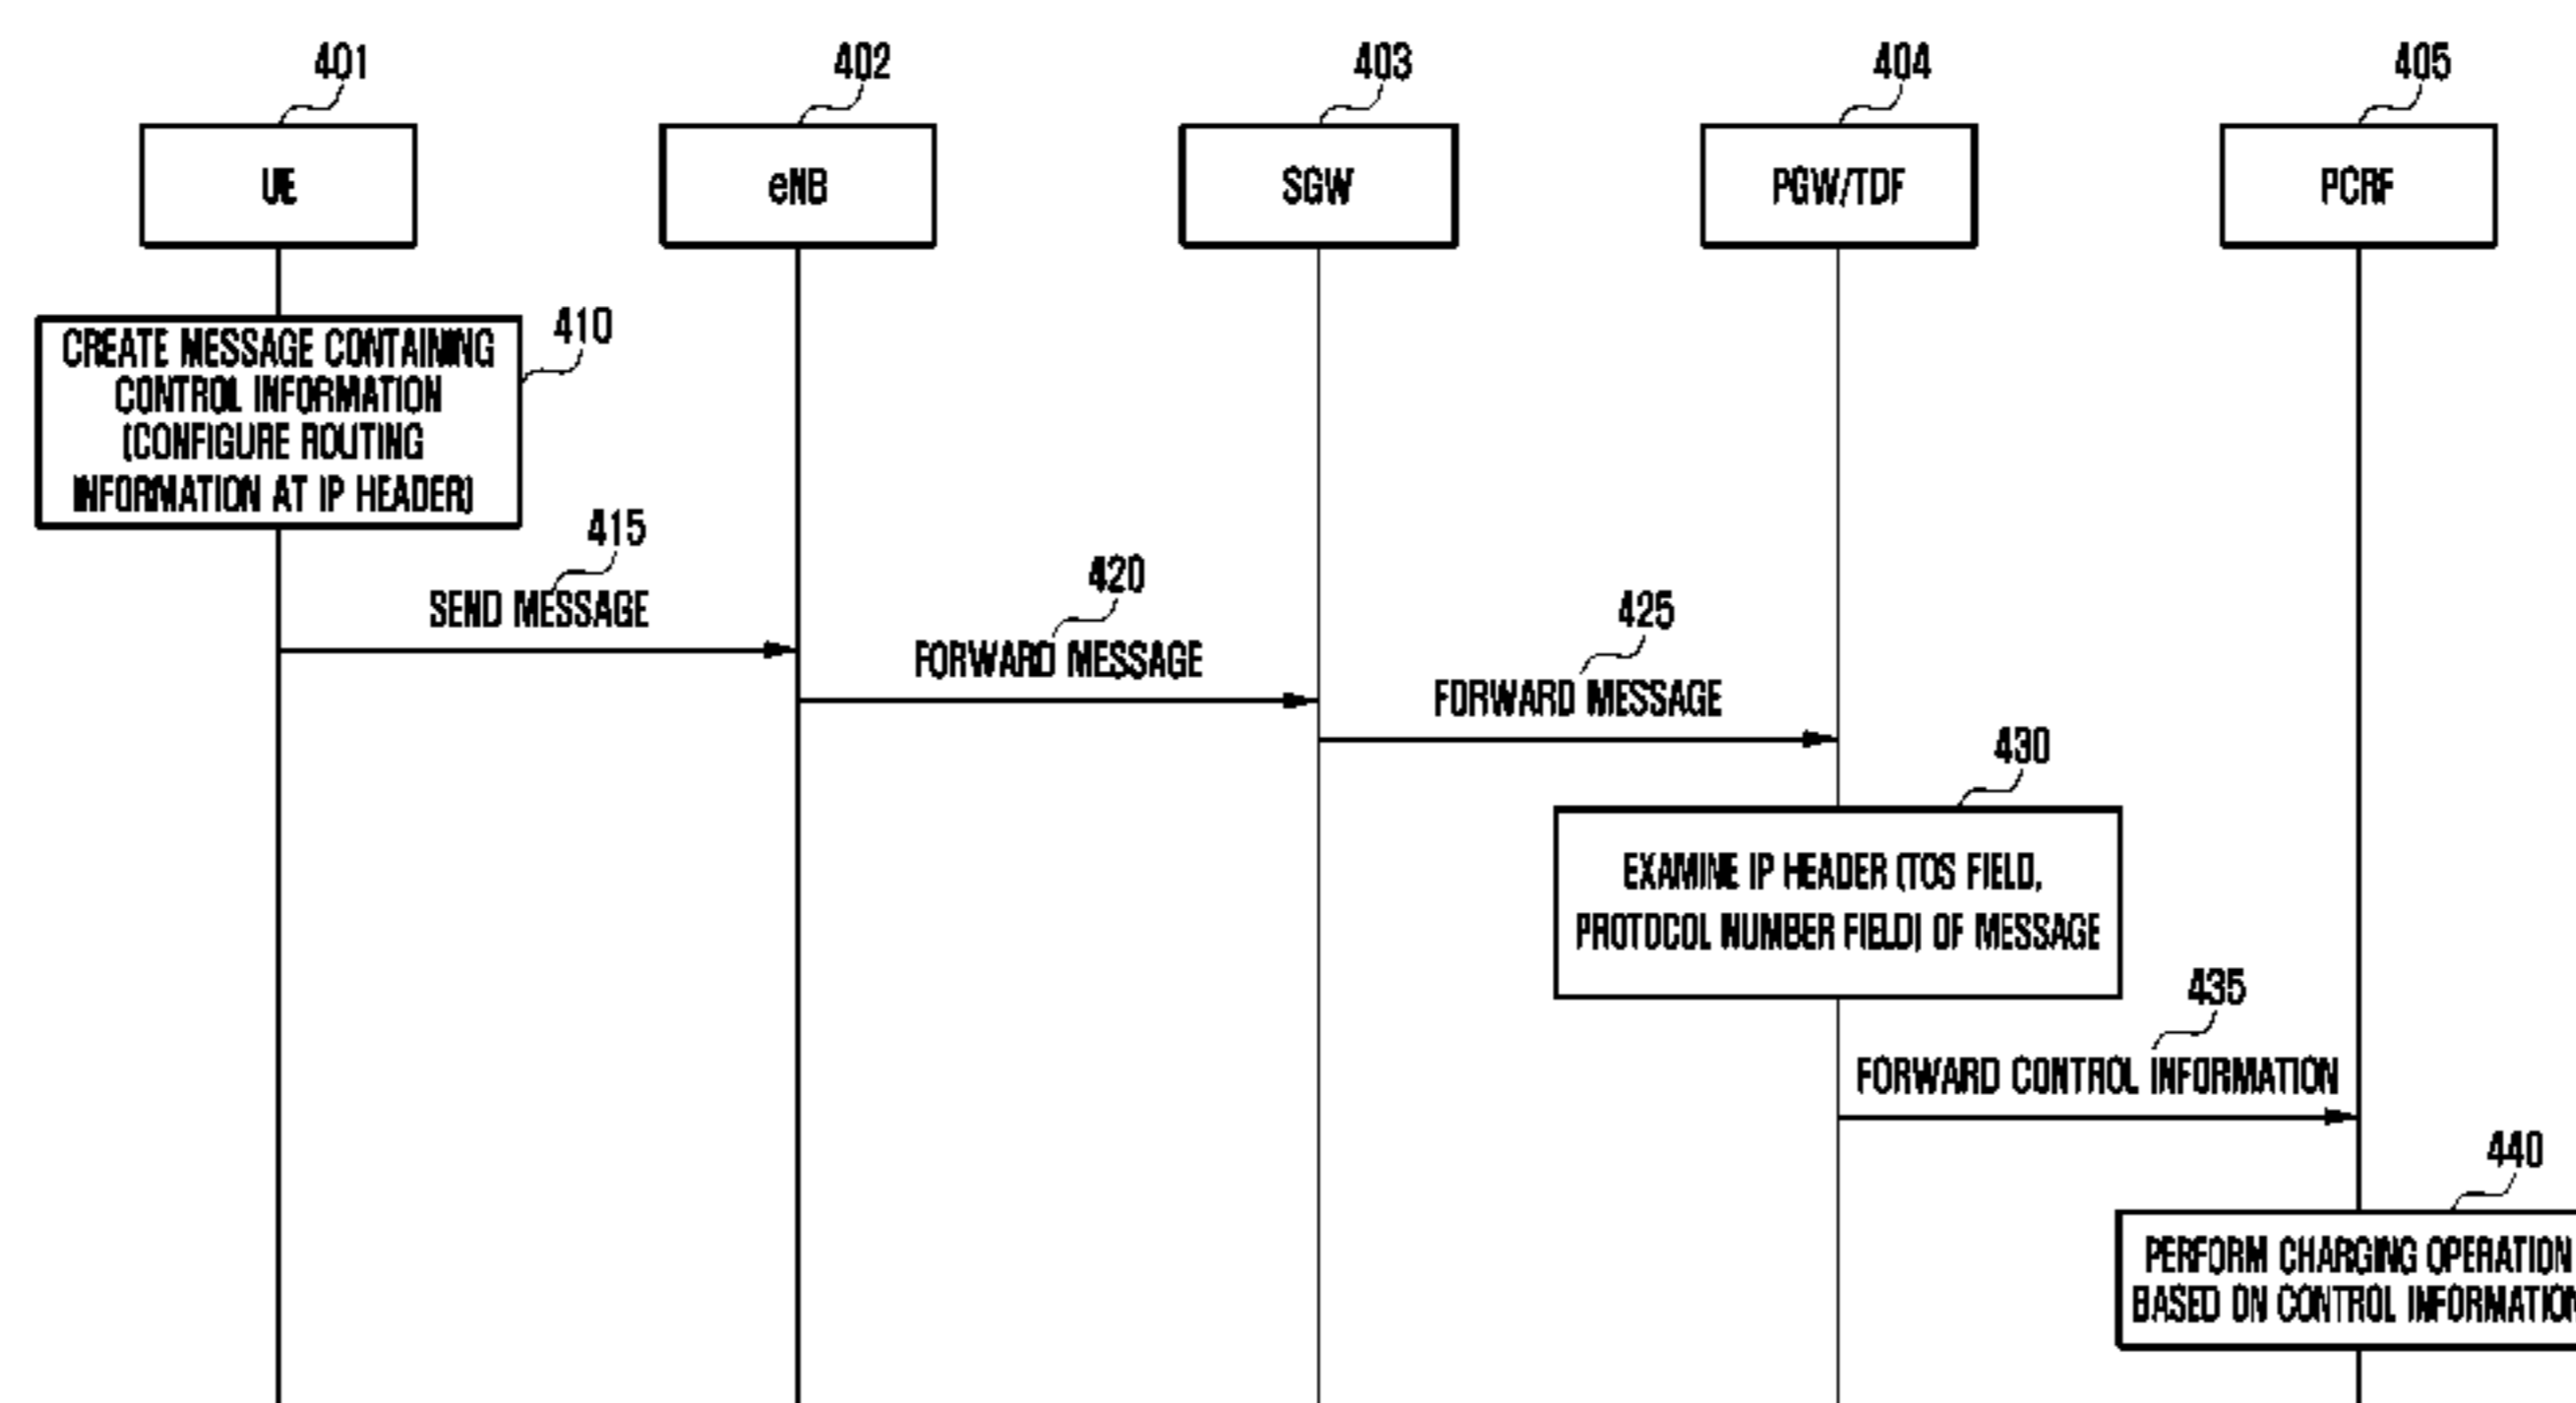 401
402
403
404
405
UE
eNB
SGW
PGW/TDF
PCRF
410
CREATE MESSAGE CONTAINING
CONTROL INFORMATION
(CONFIGURE ROUTING
INFORMATION AT IP HEADER)
415
SEND MESSAGE
420
FORWARD MESSAGE
425
FORWARD MESSAGE
430
EXAMINE IP HEADER (TOS FIELD,
PROTOCOL NUMBER FIELD) OF MESSAGE
435
FORWARD CONTROL INFORMATION
440
PERFORM CHARGING OPERATION
BASED ON CONTROL INFORMATION